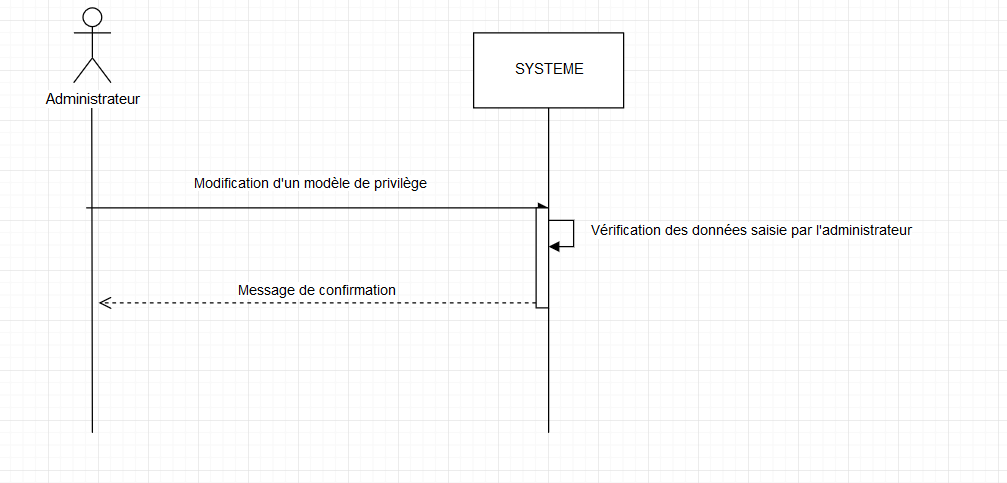 Administrateur
SYSTEME
Modification d'un modèle de privilège
Vérification des données saisie par l'administrateur
Message de confirmation